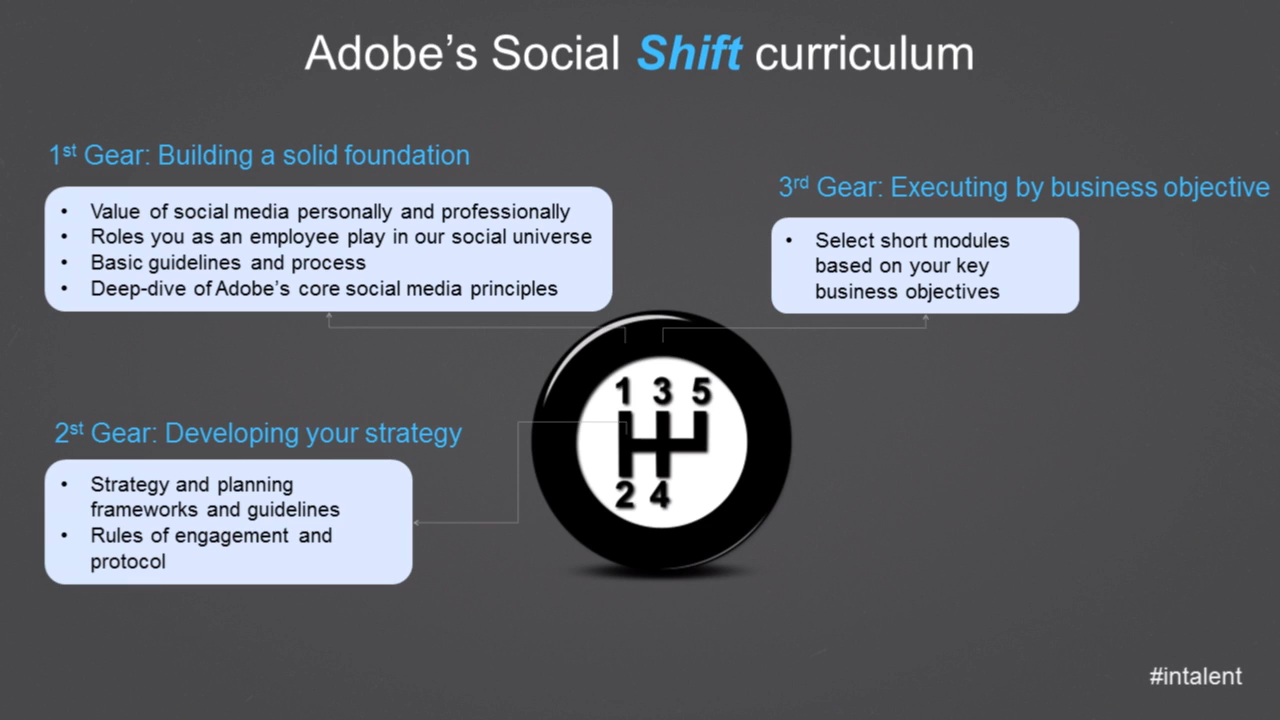 Adobe’s Social Shift curriculum
1st Gear: Building a solid foundation
• Value of social media personally and professionally
• Roles you as an employee play in our social universe
• Basic guidelines and process
• Deep-dive of Adobe’s core social media principles
3rd Gear: Executing by business objective
• Select short modules
based on your key
business objectives
1 3 5
2 4
2st Gear: Developing your strategy
• Strategy and planning
frameworks and guidelines
• Rules of engagement and
protocol
#intalent